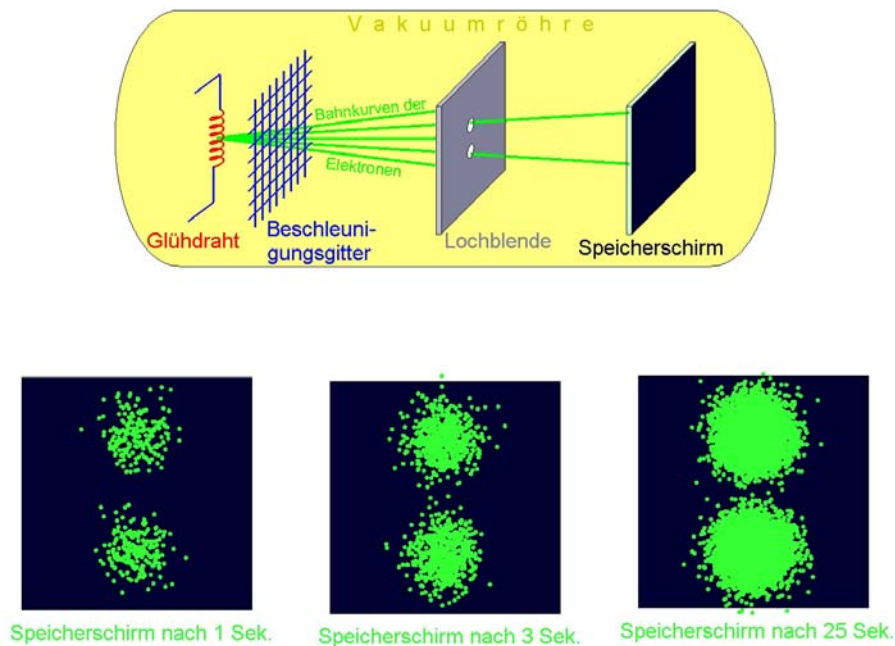 Vakuumröhre
Bahnkurven der
Elektronen
Glühdraht
Beschleuni-
gungsgitter
Lochblende
Speicherschirm
Speicherschirm nach 1 Sek.
Speicherschirm nach 3 Sek.
Speicherschirm nach 25 Sek.